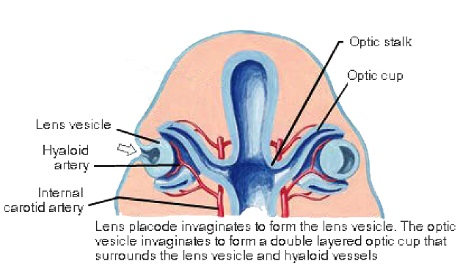 Optic stalk
Optic cup
Lens vesicle
Hyaloid
artery
Internal
carotid artery
Lens placode invaginates to form the lens vesicle. The optic
vesicle invaginates to form a double layered optic cup that
surrounds the lens vesicle and hyaloid vessels